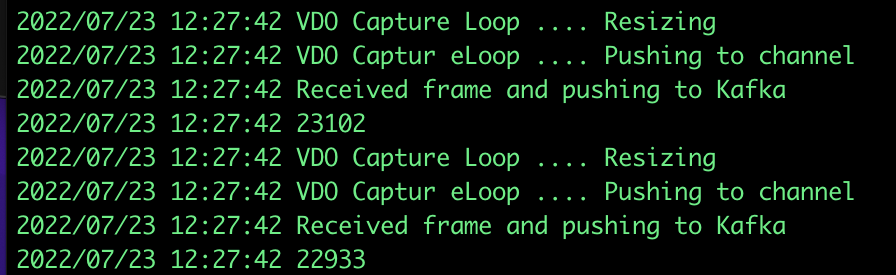 2022/07/23 12:27:42 VDO Capture Loop .... Resizing
2022/07/23 12:27:42 VDO Captur eLoop .... Pushing to channel
2022/07/23 12:27:42 Received frame and pushing to Kafka
2022/07/23 12:27:42 23102
2022/07/23 12:27:42 VDO Capture Loop .... Resizing
2022/07/23 12:27:42 VDO Captur eLoop .... Pushing to channel
2022/07/23 12:27:42 Received frame and pushing to Kafka
2022/07/23 12:27:42 22933